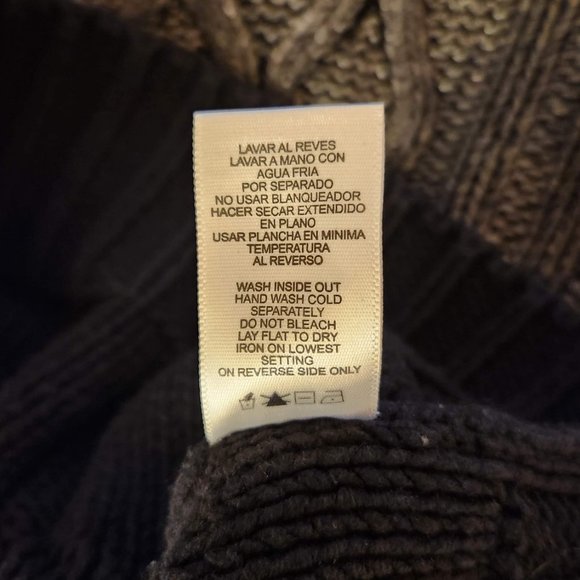 LAVAR AL REVES
LAVAR A MANO CON
AGUA FRIA
POR SEPARADO
NO USAR BLANQUEADOR
HACER SECAR EXTENDIDO
EN PLANO
USAR PLANCHA EN MINIMA
TEMPERATURA
AL REVERSO
WASH INSIDE OUT
HAND WASH COLD
SEPARATELY
DO NOT BLEACH
LAY FLAT TO DRY
IRON ON LOWEST
SETTING
ON REVERSE SIDE ONLY